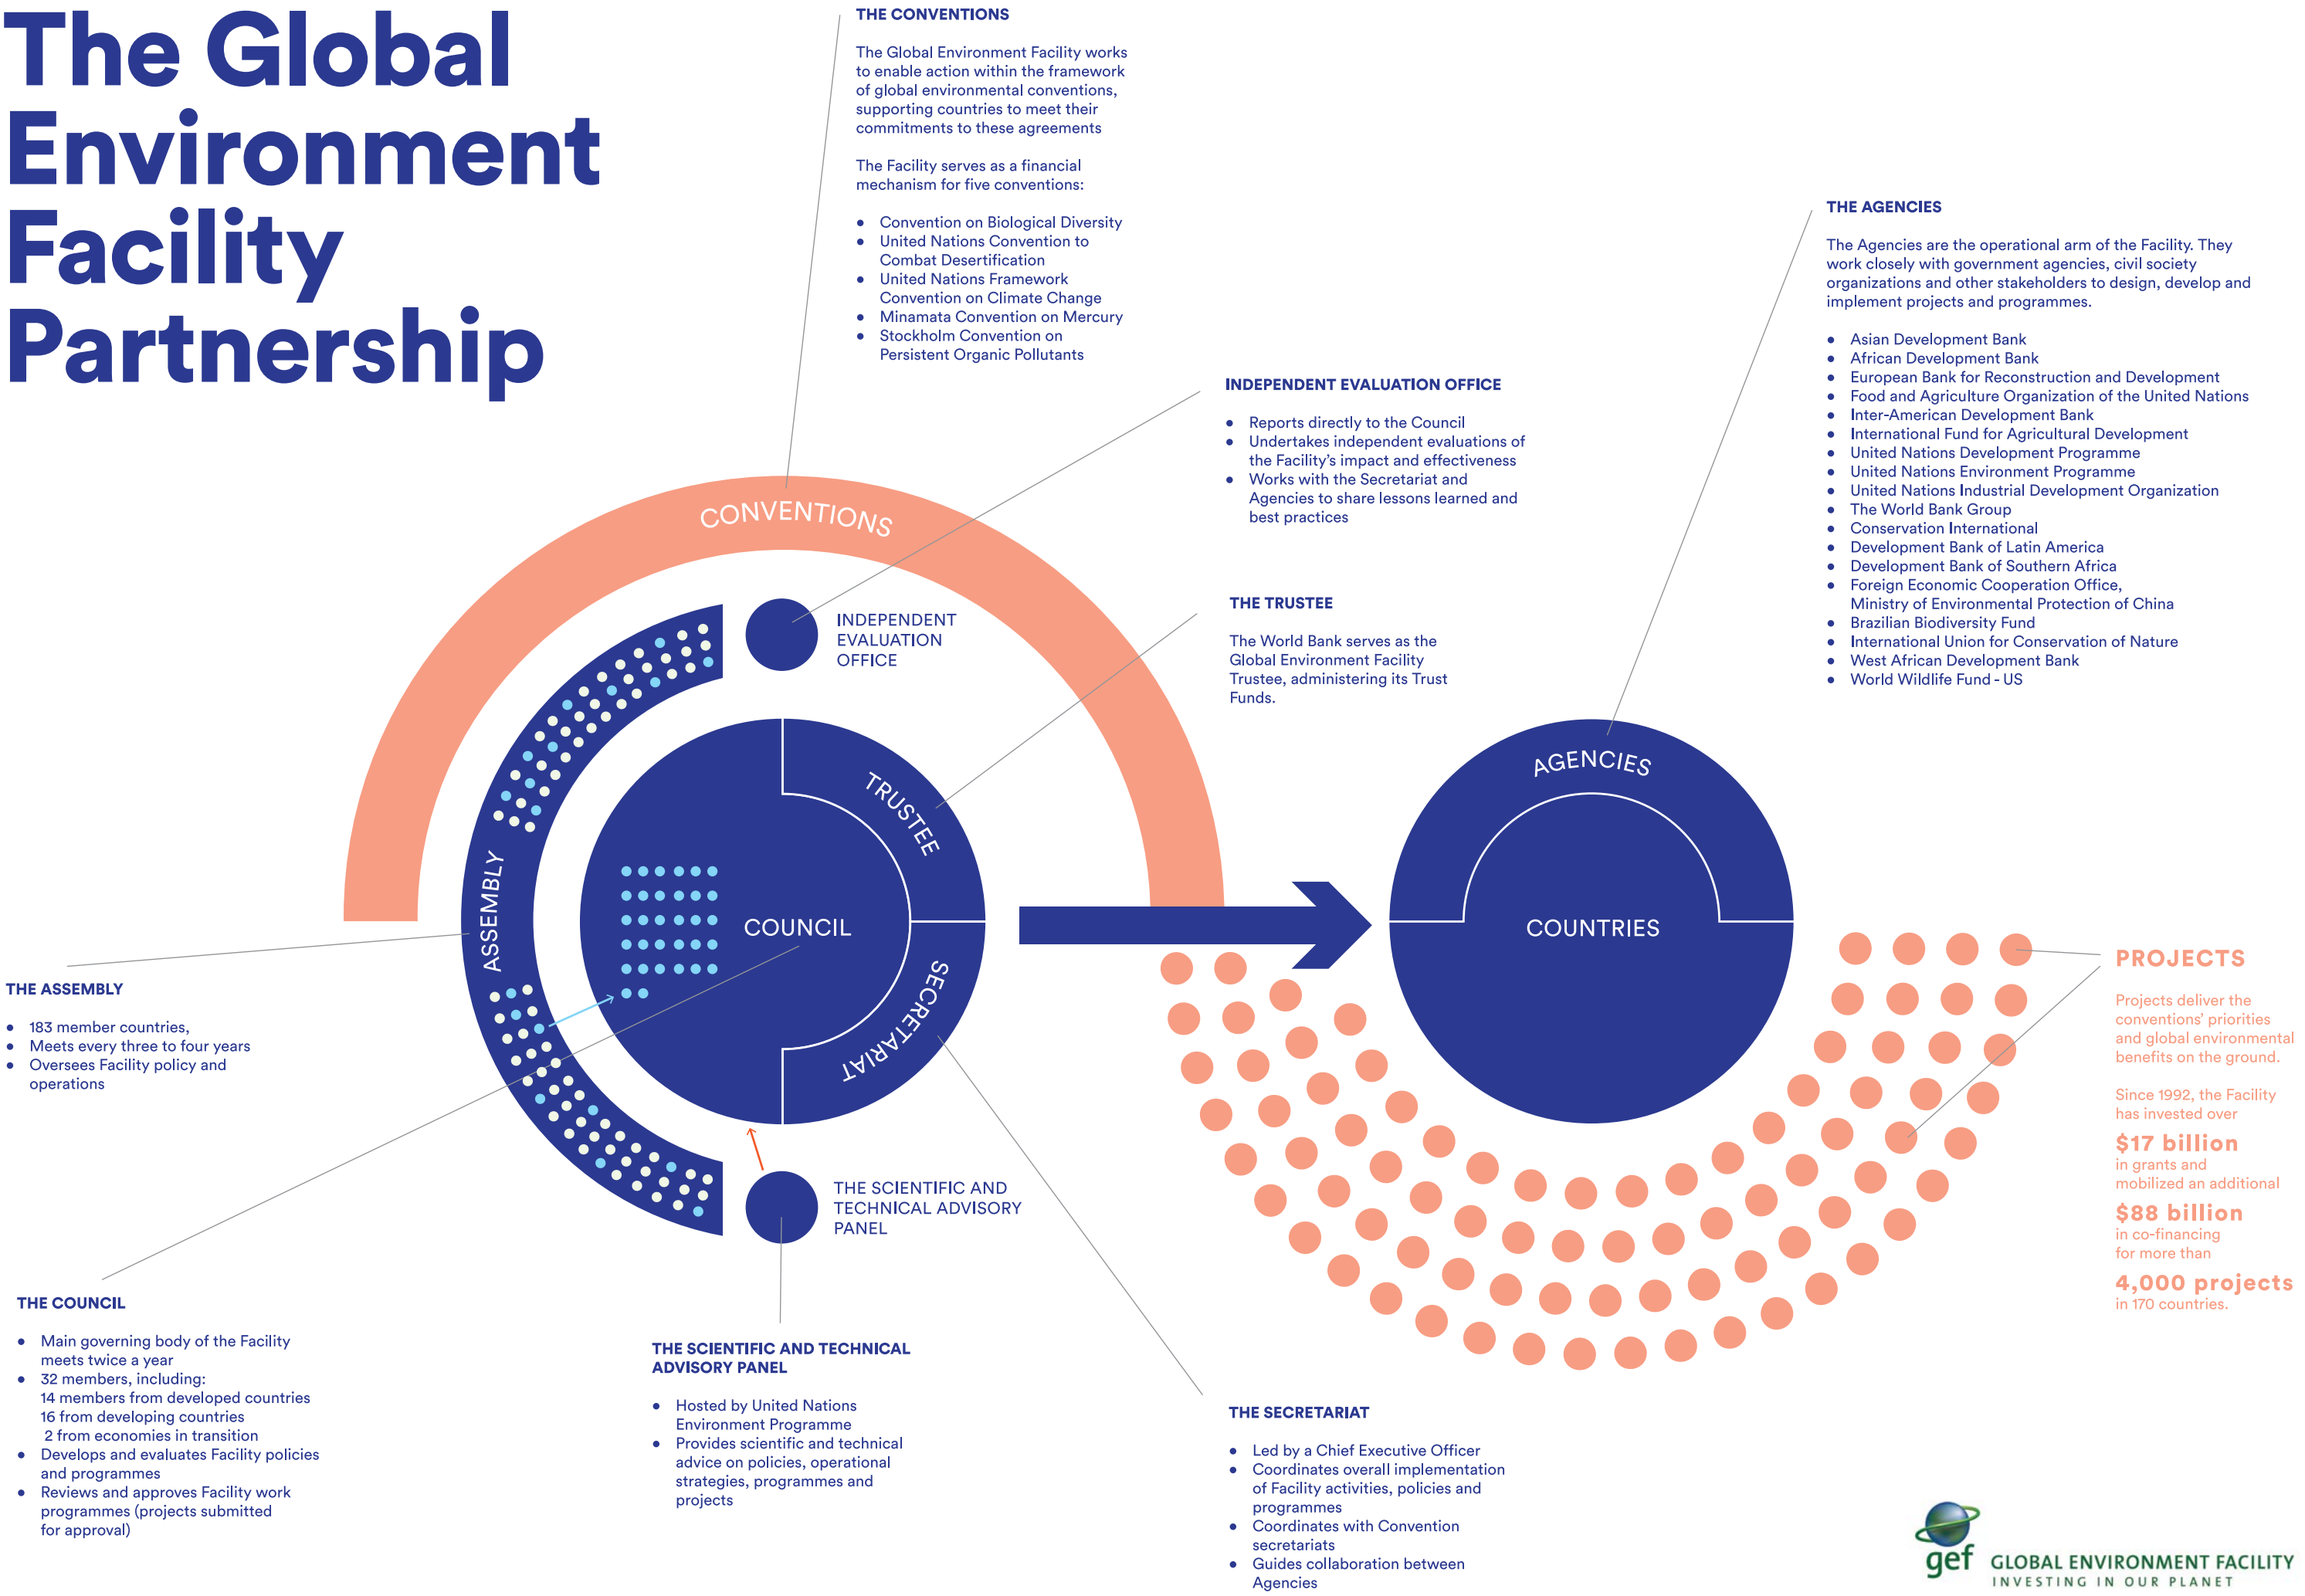 The Global
Environment
Facility
Partnership
THE CONVENTIONS
The Global Environment Facility works
to enable action within the framework
of global environmental conventions,
supporting countries to meet their
commitments to these agreements
The Facility serves as a financial
mechanism for five conventions:
• Convention on Biological Diversity
• United Nations Convention to
Combat Desertification
• United Nations Framework
Convention on Climate Change
• Minamata Convention on Mercury
• Stockholm Convention on
Persistent Organic Pollutants
INDEPENDENT EVALUATION OFFICE
• Reports directly to the Council
• Undertakes independent evaluations of
the Facility's impact and effectiveness
• Works with the Secretariat and
Agencies to share lessons learned and
best practices
THE TRUSTEE
The World Bank serves as the
Global Environment Facility
Trustee, administering its Trust
Funds.
THE AGENCIES
The Agencies are the operational arm of the Facility. They
work closely with government agencies, civil society
organizations and other stakeholders to design, develop and
implement projects and programmes.
• Asian Development Bank
• African Development Bank
• European Bank for Reconstruction and Development
• Food and Agriculture Organization of the United Nations
• Inter-American Development Bank
• International Fund for Agricultural Development
• United Nations Development Programme
• United Nations Environment Programme
• United Nations Industrial Development Organization
• The World Bank Group
• Conservation International
• Development Bank of Latin America
• Development Bank of Southern Africa
• Foreign Economic Cooperation Office,
Ministry of Environmental Protection of China
• Brazilian Biodiversity Fund
• International Union for Conservation of Nature
• West African Development Bank
• World Wildlife Fund - US
CONVENTIONS
INDEPENDENT
EVALUATION
OFFICE
TRUSTEE
ASSEMBLY
COUNCIL
SECRETARIAT
THE SCIENTIFIC AND
TECHNICAL ADVISORY
PANEL
AGENCIES
COUNTRIES
THE ASSEMBLY
• 183 member countries,
• Meets every three to four years
• Oversees Facility policy and
operations
THE COUNCIL
• Main governing body of the Facility
meets twice a year
• 32 members, including:
14 members from developed countries
16 from developing countries
2 from economies in transition
• Develops and evaluates Facility policies
and programmes
• Reviews and approves Facility work
programmes (projects submitted
for approval)
THE SCIENTIFIC AND TECHNICAL
ADVISORY PANEL
• Hosted by United Nations
Environment Programme
• Provides scientific and technical
advice on policies, operational
strategies, programmes and
projects
THE SECRETARIAT
• Led by a Chief Executive Officer
• Coordinates overall implementation
of Facility activities, policies and
programmes
• Coordinates with Convention
secretariats
• Guides collaboration between
Agencies
PROJECTS
Projects deliver the
conventions' priorities
and global environmental
benefits on the ground.
Since 1992, the Facility
has invested over
$17 billion
in grants and
mobilized an additional
$88 billion
in co-financing
for more than
4,000 projects
in 170 countries.
gef GLOBAL ENVIRONMENT FACILITY
INVESTING IN OUR PLANET